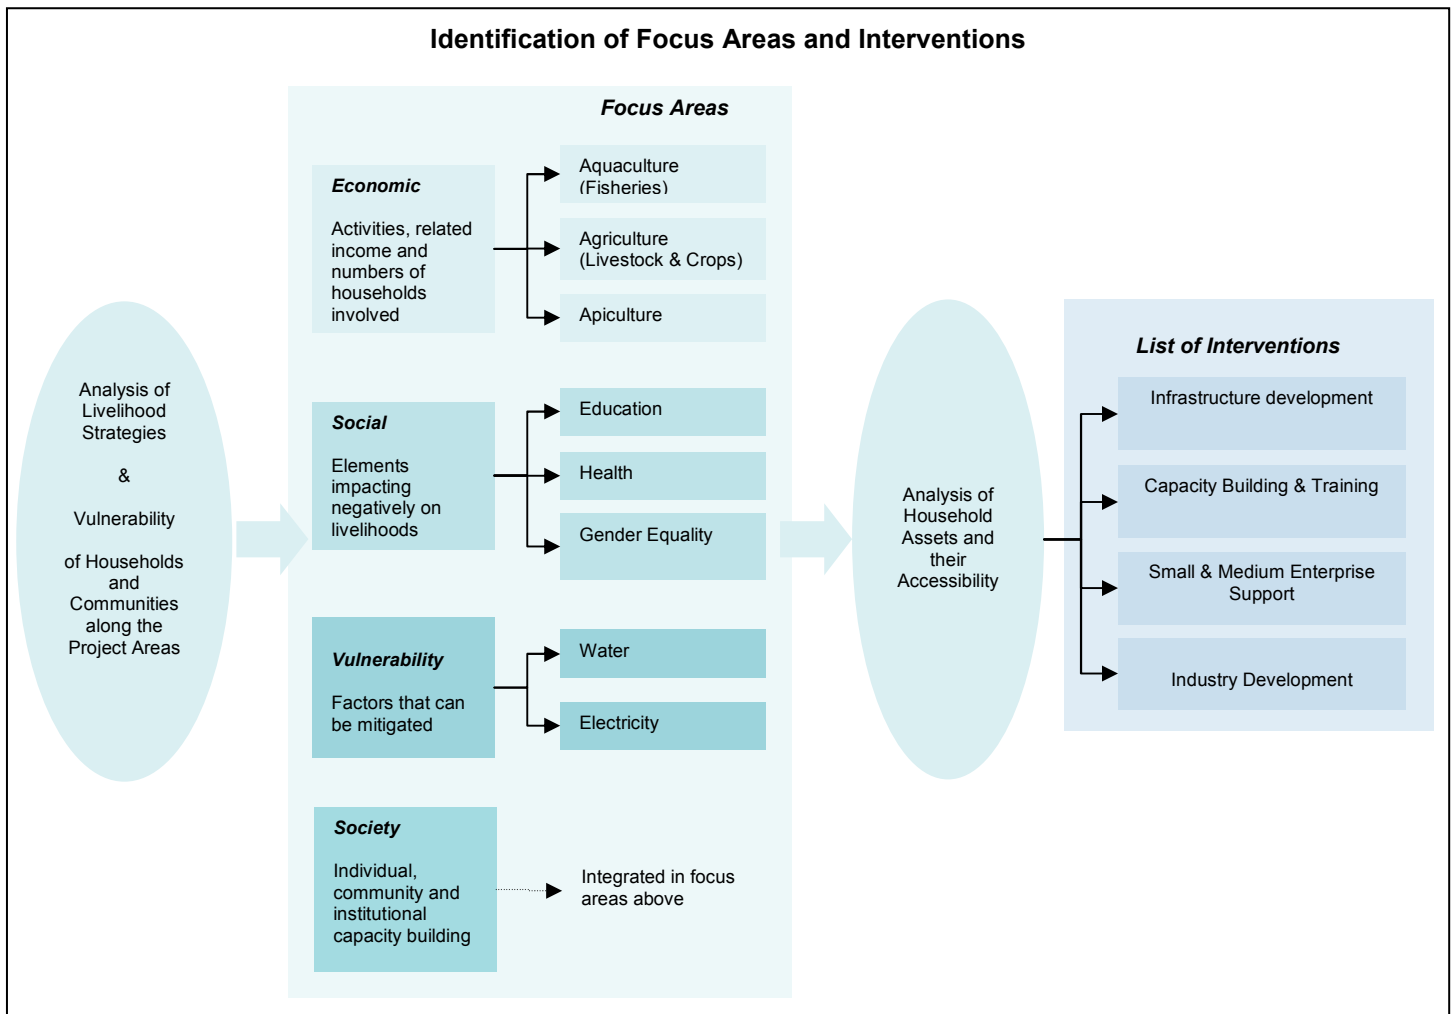 Identification of Focus Areas and Interventions
Analysis of
Livelihood
Strategies
&
Vulnerability
of Households
and
Communities
along the
Project Areas
Focus Areas
Economic
Activities, related
income and
numbers of
households
involved
Aquaculture
(Fisheries)
Agriculture
(Livestock & Crops)
Apiculture
Social
Elements
impacting
negatively on
livelihoods
Education
Health
Gender Equality
Vulnerability
Factors that can
be mitigated
Water
Electricity
Society
Individual,
community and
institutional
capacity building
Integrated in focus
areas above
Analysis of
Household
Assets and
their
Accessibility
List of Interventions
Infrastructure development
Capacity Building & Training
Small & Medium Enterprise
Support
Industry Development